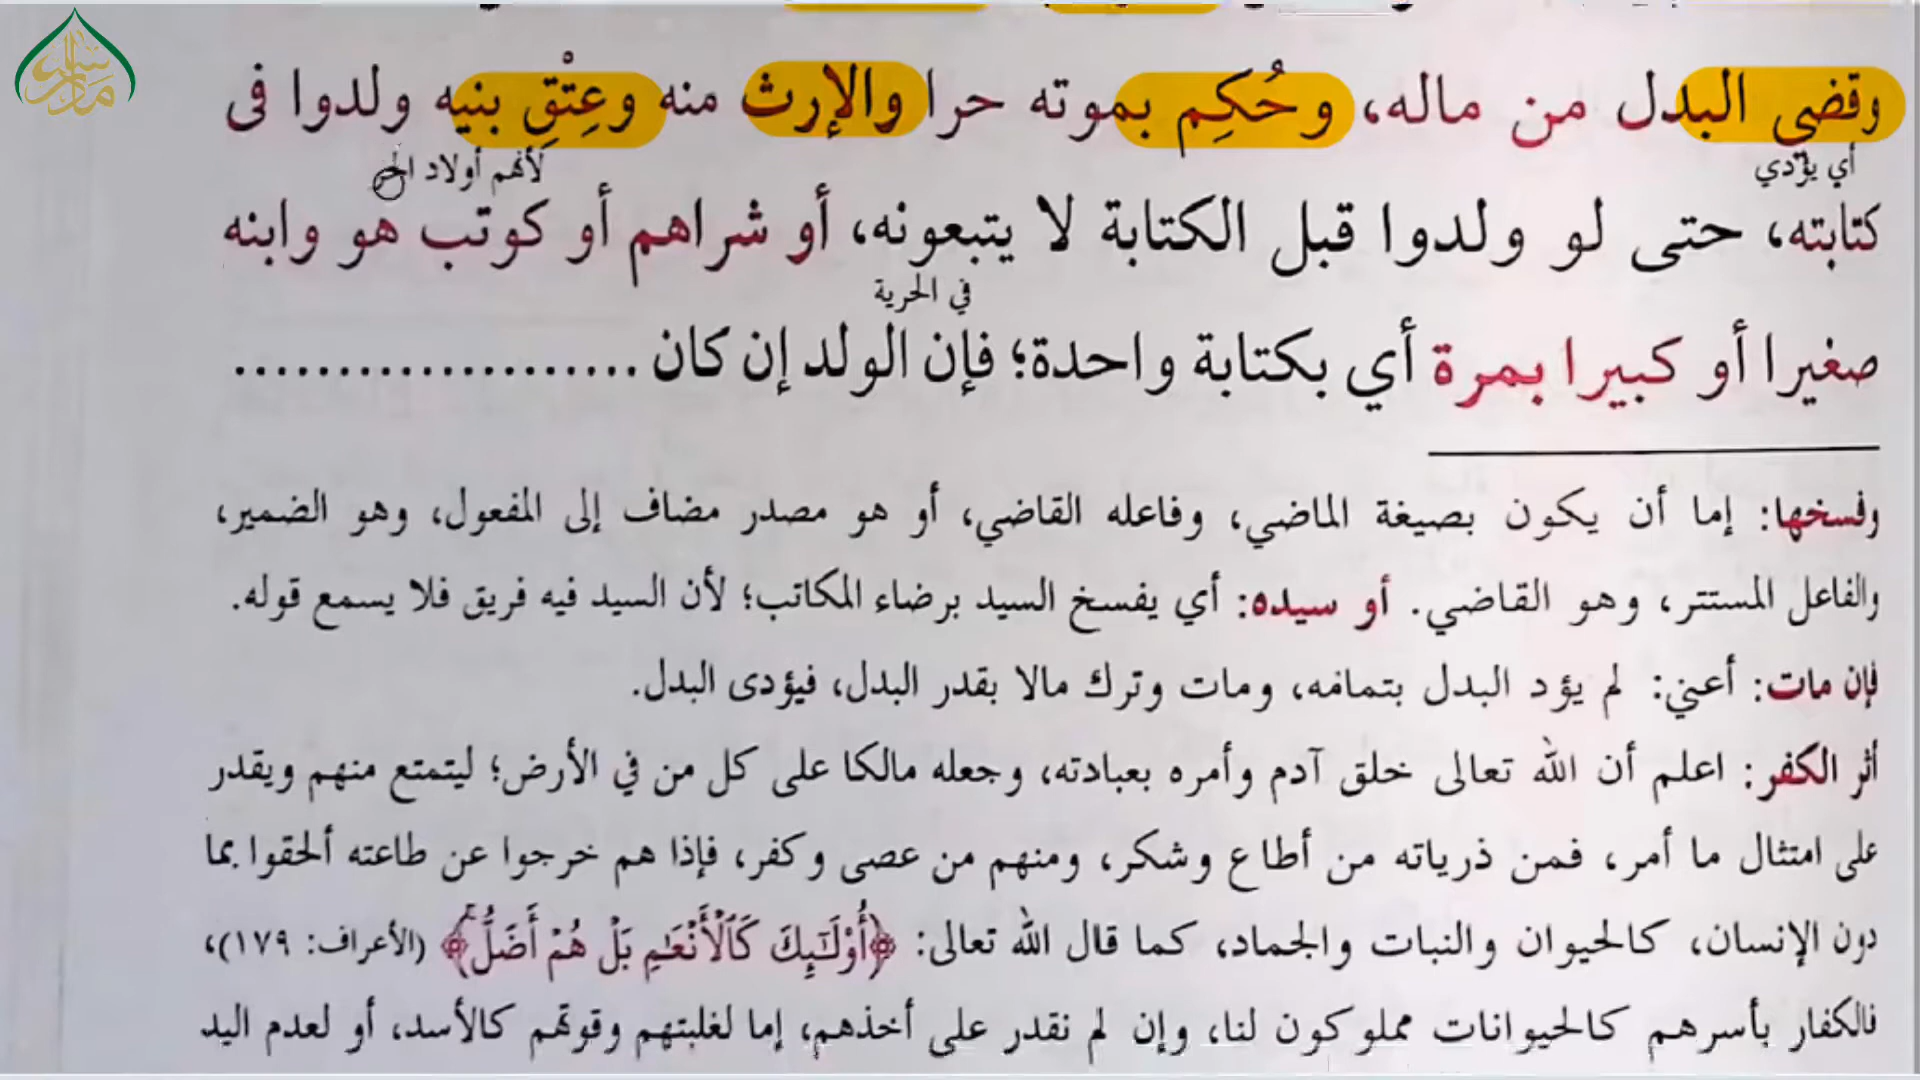 وقضي البدل من ماله، وحُكِم بموته حرا والإرث منه وعِتْقِ بنيه ولدوا في
أي يؤدي
لأنهم أولاد الحر
كتابته، حتى لو ولدوا قبل الكتابة لا يتبعونه، أو شراهم أو كوتب هو وابنه
في الحرية
صغيرا أو كبيرا بمرة أي بكتابة واحدة؛ فإن الولد إن كان ....................
وفسخها: إما أن يكون بصيغة الماضي، وفاعله القاضي، أو هو مصدر مضاف إلى المفعول، وهو الضمير،
والفاعل المستتر، وهو القاضي. أو سيده: أي يفسخ السيد برضاء المكاتب؛ لأن السيد فيه فريق فلا يسمع قوله.
فإن مات: أعني: لم يؤد البدل بتمامه، ومات وترك مالا بقدر البدل، فيؤدى البدل.
أثر الكفر: اعلم أن الله تعالى خلق آدم وأمره بعبادته، وجعله مالكا على كل من في الأرض؛ ليتمتع منهم ويقدر
على امتثال ما أمر، فمن ذرياته من أطاع وشكر، ومنهم من عصى وكفر، فإذا هم خرجوا عن طاعته ألحقوا بما
دون الإنسان، كالحيوان والنبات والجماد، كما قال الله تعالى: ﴿أُوْلَٰٓئِكَ كَٱلۡأَنۡعَٰمِ بَلۡ هُمۡ أَضَلُّۚ﴾ (الأعراف: ١٧٩)،
فالكفار بأسرهم كالحيوانات مملوكون لنا، وإن لم نقدر على أخذهم، إما لغلبتهم وقوتهم كالأسد، أو لعدم اليد